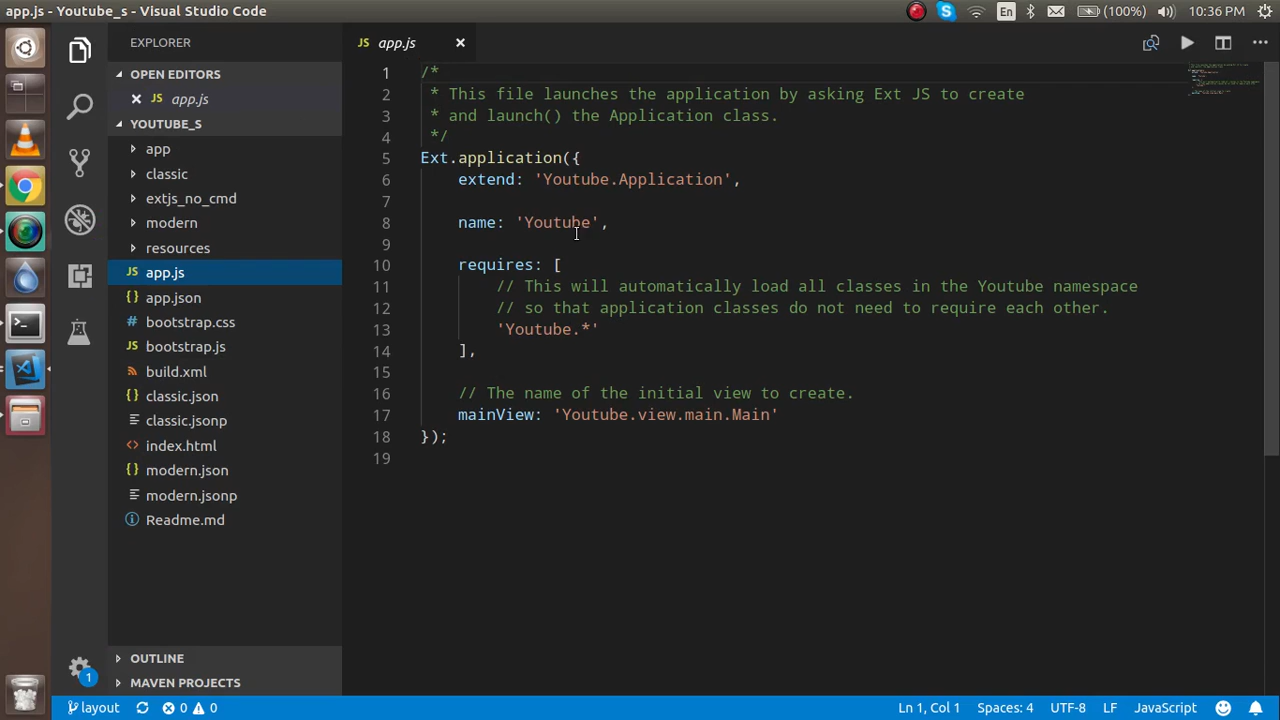 app.js - Youtube_s - Visual Studio Code
En
(100%)
10:36 PM
EXPLORER
OPEN EDITORS
app.js
YOUTUBE_S
app
classic
extjs_no_cmd
modern
resources
app.js
app.json
bootstrap.css
bootstrap.js
build.xml
classic.json
classic.jsonp
index.html
modern.json
modern.jsonp
Readme.md
OUTLINE
MAVEN PROJECTS
JS app.js
1 /*
2 * This file launches the application by asking Ext JS to create
3 * and launch() the Application class.
4 */
5 Ext.application({
6 extend: 'Youtube.Application',
7
8 name: 'Youtube',
9
10 requires: [
11 // This will automatically load all classes in the Youtube namespace
12 // so that application classes do not need to require each other.
13 'Youtube.*'
14 ],
15
16 // The name of the initial view to create.
17 mainView: 'Youtube.view.main.Main'
18 });
19
1
layout
0
0
Ln 1, Col 1
Spaces: 4
UTF-8
LF
JavaScript